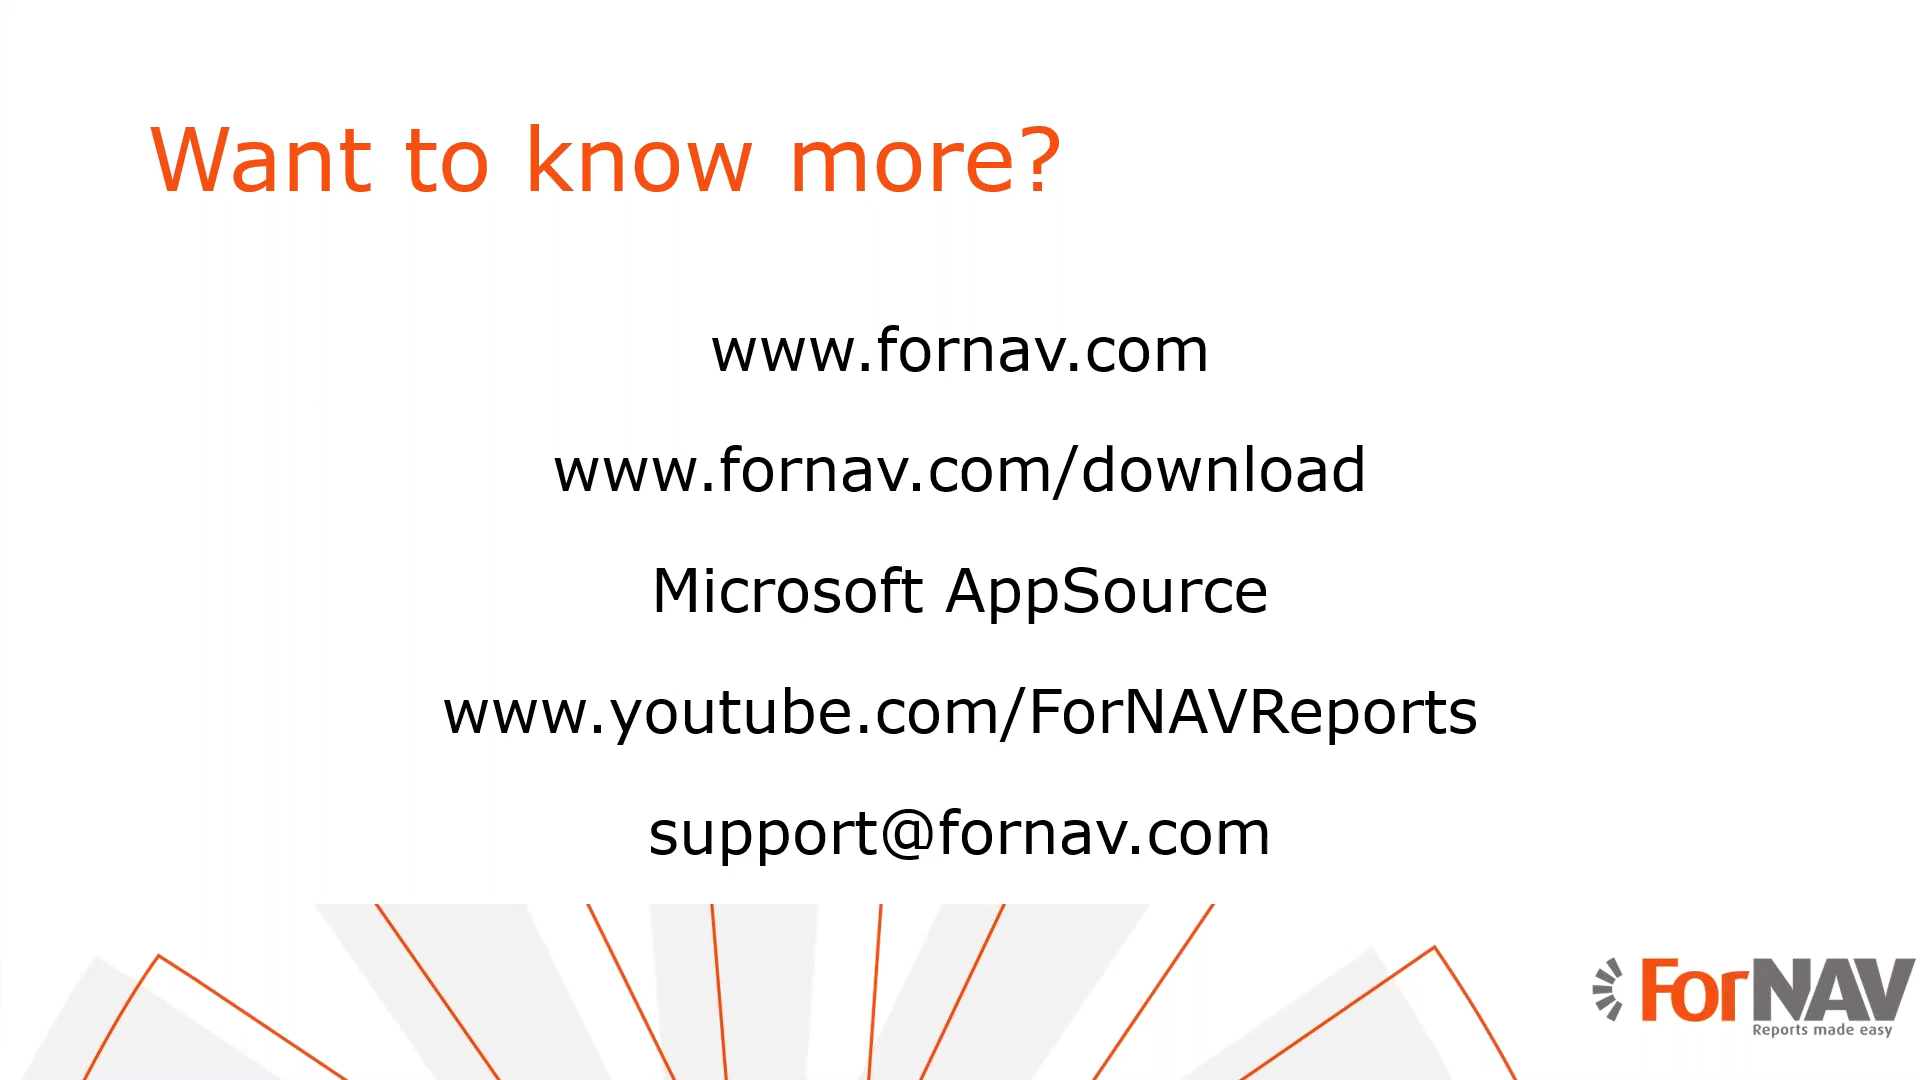 Want to know more?
www.fornav.com
www.fornav.com/download
Microsoft AppSource
www.youtube.com/ForNAVReports
support@fornav.com
ForNAV
Reports made easy